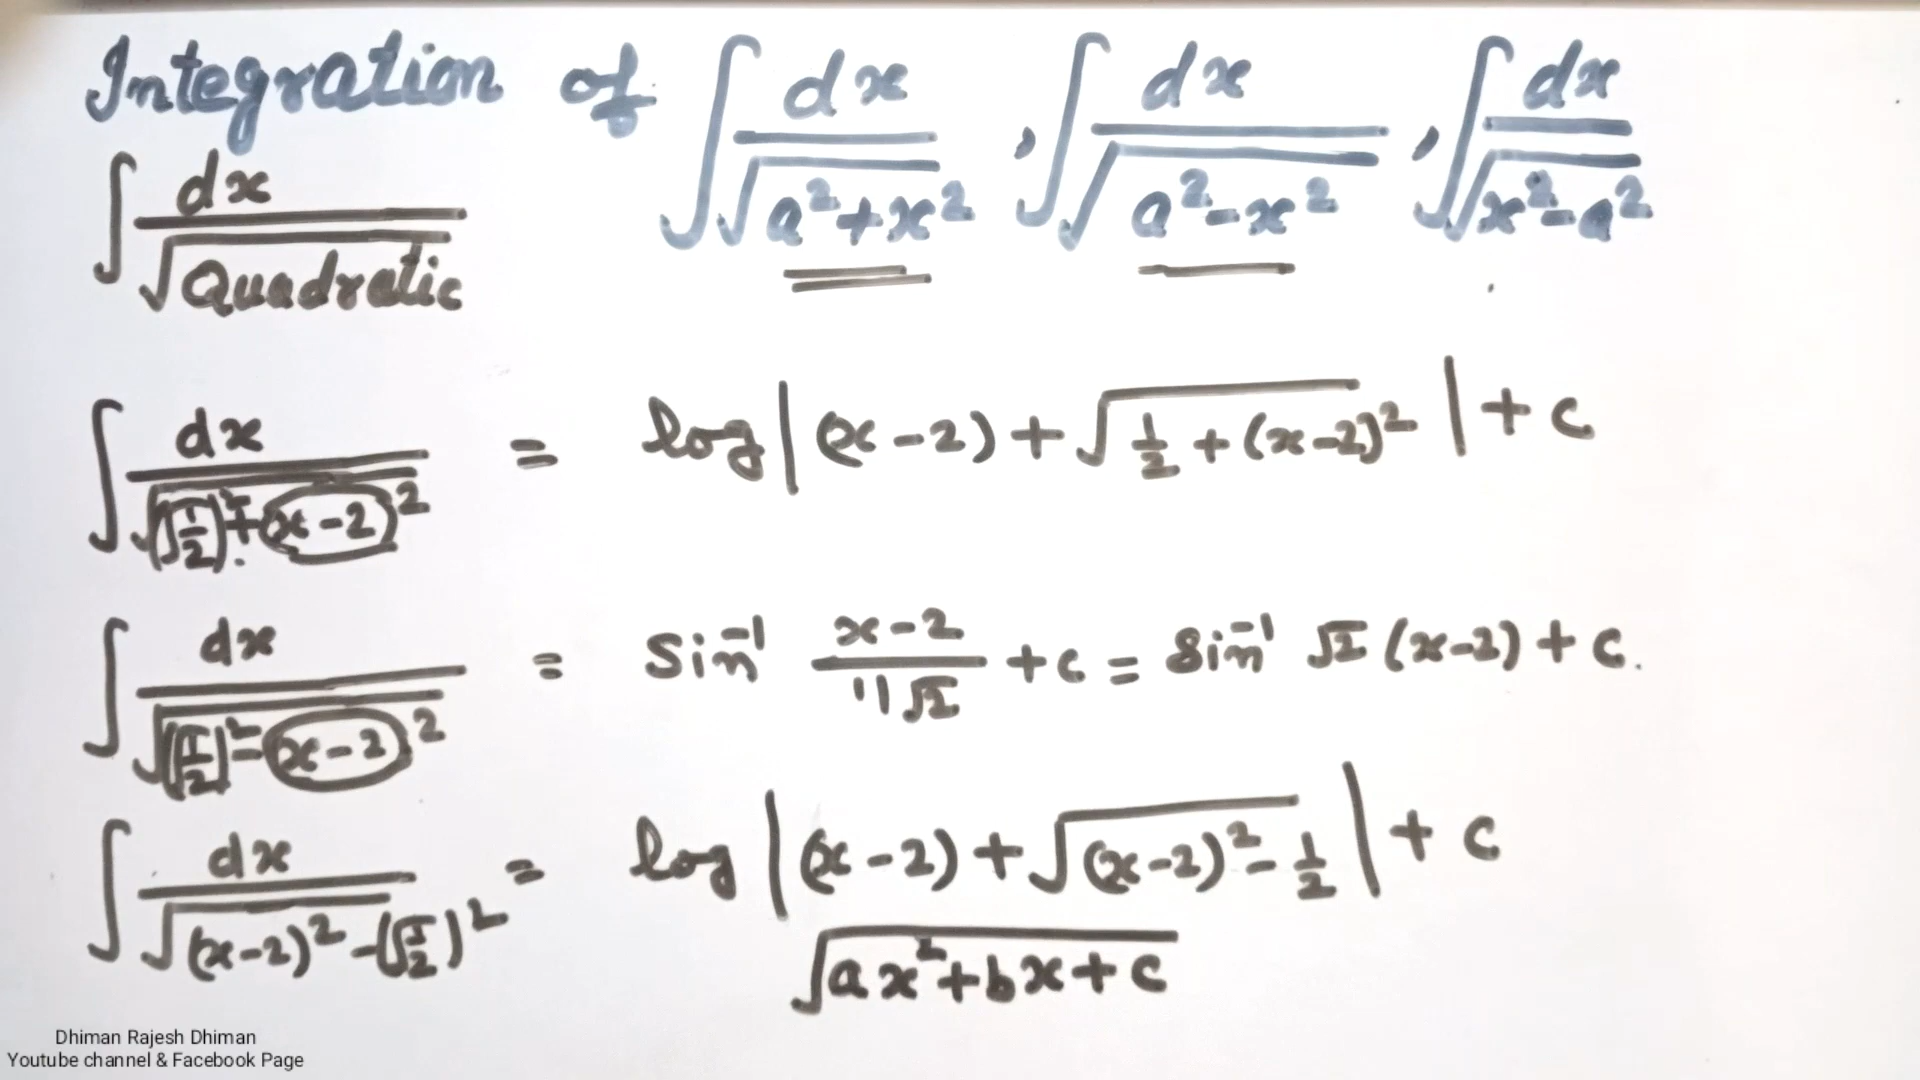 Integration of ∫ dx/√(a²+x²) , ∫ dx/√(a²-x²) , ∫ dx/√(x²-a²)
∫ dx/√Quadratic
∫ dx/√((√(1/2))²+(x-2)²) = log|(x-2)+√(1/2+(x-2)²)|+c
∫ dx/√((√(1/2))²-(x-2)²) = Sin⁻¹ (x-2)/(1/√2) +c = Sin⁻¹ √2 (x-2)+c.
∫ dx/√((x-2)²-(√(1/2))²) = log|(x-2)+√((x-2)²-1/2)|+c
√(ax²+bx+c)
Dhiman Rajesh Dhiman
Youtube channel & Facebook Page